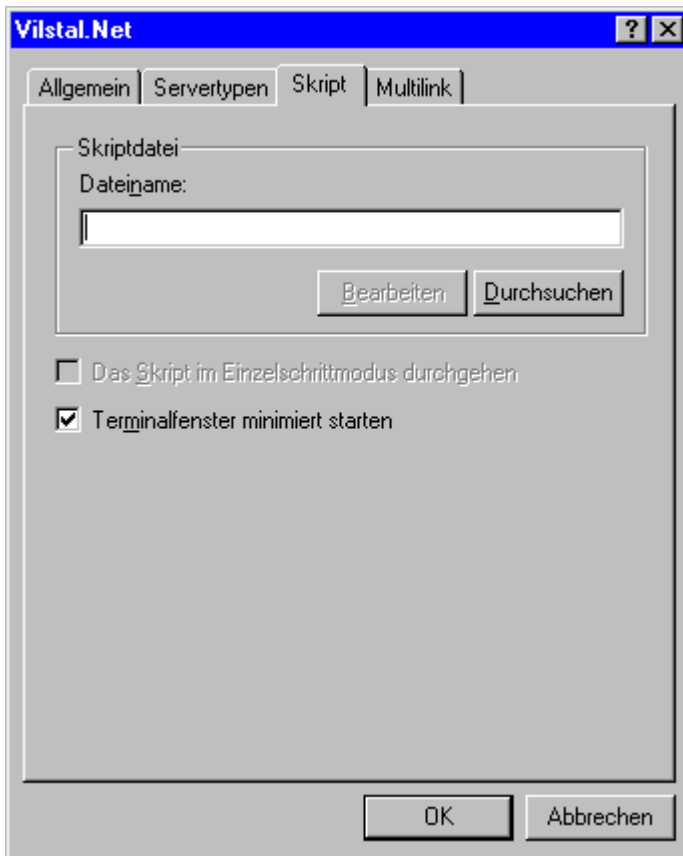 Vilstal.Net
Allgemein Servertypen Skript Multilink
Skriptdatei
Dateiname:
Bearbeiten Durchsuchen
Das Skript im Einzelschrittmodus durchgehen
Terminalfenster minimiert starten
OK Abbrechen